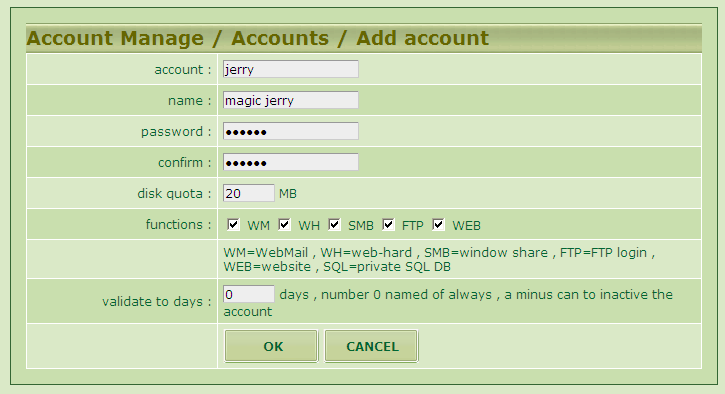 Account Manage / Accounts / Add account
account : jerry
name : magic jerry
password : ••••••
confirm : ••••••
disk quota : 20 MB
functions : WM WH SMB FTP WEB
WM=WebMail , WH=web-hard , SMB=window share , FTP=FTP login ,
WEB=website , SQL=private SQL DB
validate to days : 0 days , number 0 named of always , a minus can to inactive the
account
OK CANCEL